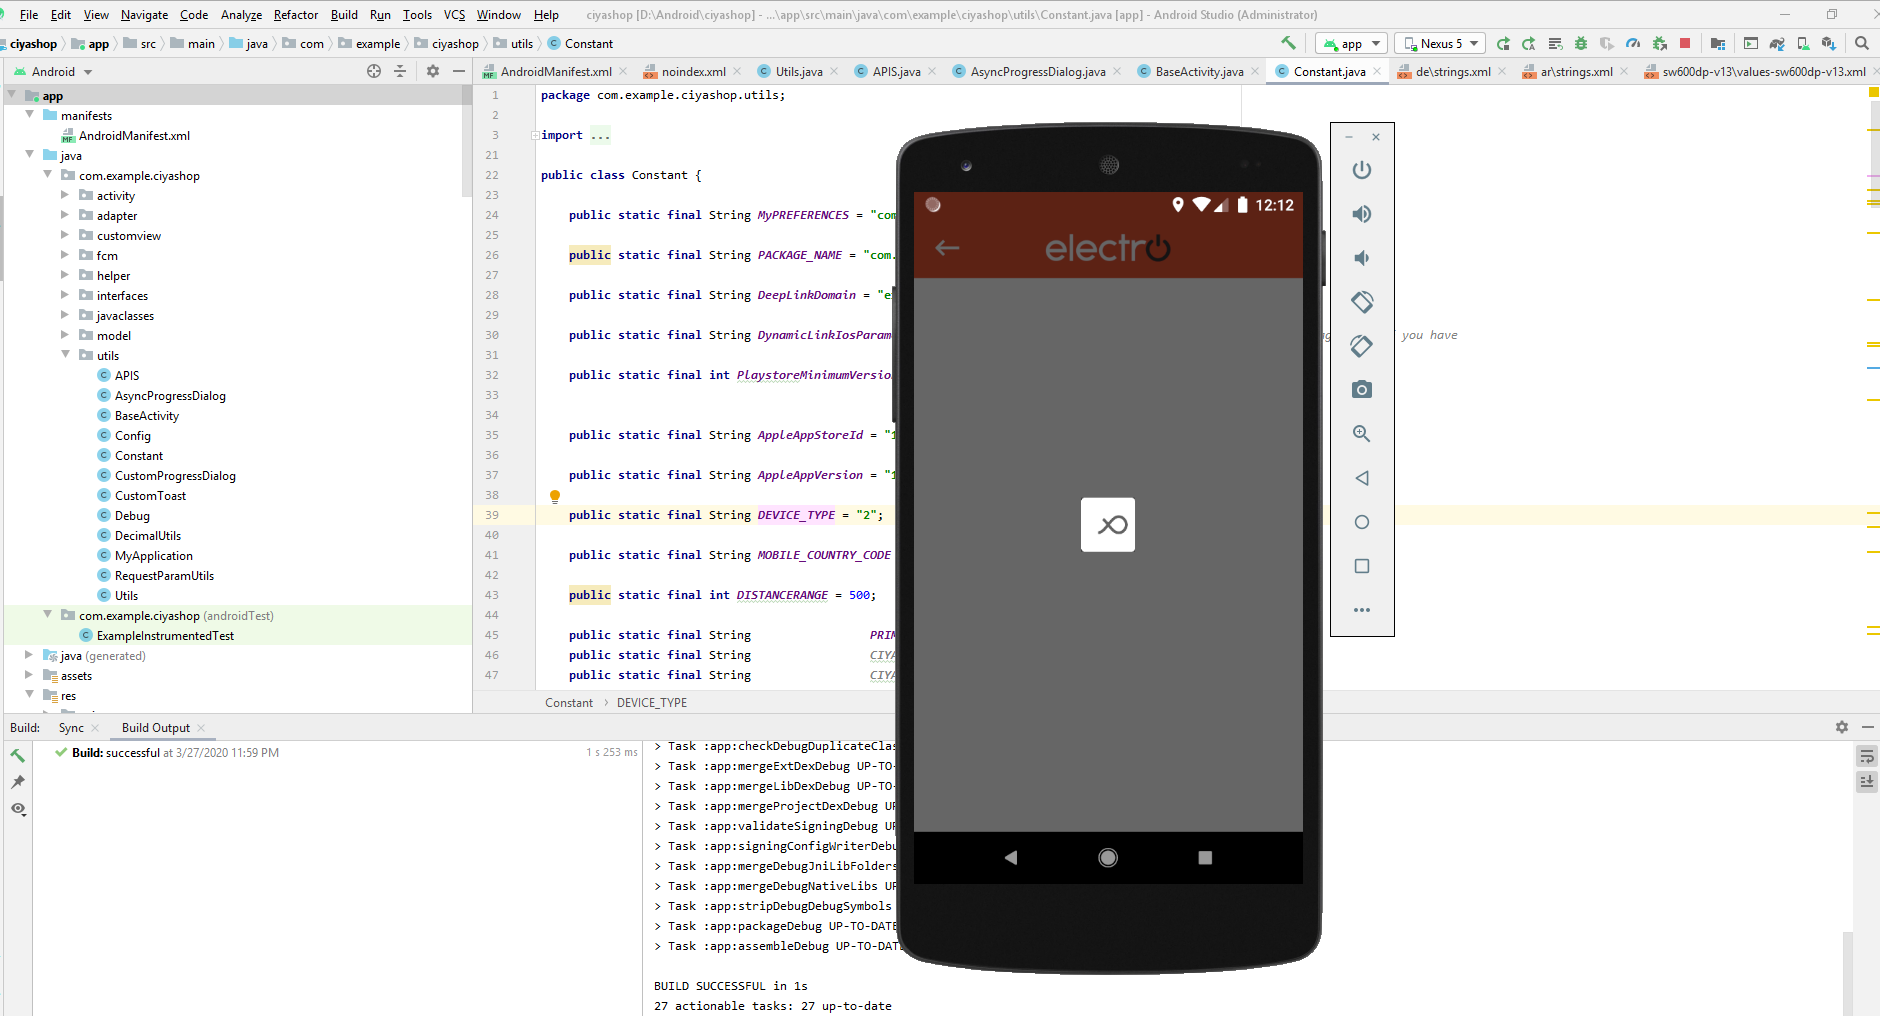 File Edit View Navigate Code Analyze Refactor Build Run Tools VCS Window Help ciyashop [D:\Android\ciyashop] - ...\app\src\main\java\com\example\ciyashop\utils\Constant.java [app] - Android Studio (Administrator)
ciyashop app src main java com example ciyashop utils Constant app Nexus 5
Android AndroidManifest.xml noindex.xml Utils.java APIS.java AsyncProgressDialog.java BaseActivity.java Constant.java de\strings.xml ar\strings.xml sw600dp-v13\values-sw600dp-v13.xml
app
manifests
AndroidManifest.xml
java
com.example.ciyashop
activity
adapter
customview
fcm
helper
interfaces
javaclasses
model
utils
APIS
AsyncProgressDialog
BaseActivity
Config
Constant
CustomProgressDialog
CustomToast
Debug
DecimalUtils
MyApplication
RequestParamUtils
Utils
com.example.ciyashop (androidTest)
ExampleInstrumentedTest
java (generated)
assets
res
1 package com.example.ciyashop.utils;
2
3 import ...
21
22 public class Constant {
23
24 public static final String MyPREFERENCES = "com
25
26 public static final String PACKAGE_NAME = "com.
27
28 public static final String DeepLinkDomain = "e
29
30 public static final String DynamicLinkIosParam you have
31
32 public static final int PlaystoreMinimumVersion
33
34
35 public static final String AppleAppStoreId = "1
36
37 public static final String AppleAppVersion = "1
38
39 public static final String DEVICE_TYPE = "2";
40
41 public static final String MOBILE_COUNTRY_CODE
42
43 public static final int DISTANCERANGE = 500;
44
45 public static final String PRIM
46 public static final String CIYA
47 public static final String CIYA
Constant DEVICE_TYPE
12:12
electro
Build: Sync Build Output
Build: successful at 3/27/2020 11:59 PM 1 s 253 ms
> Task :app:checkDebugDuplicateClas
> Task :app:mergeExtDexDebug UP-TO-
> Task :app:mergeLibDexDebug UP-TO-
> Task :app:mergeProjectDexDebug UP
> Task :app:validateSigningDebug UP
> Task :app:signingConfigWriterDebu
> Task :app:mergeDebugJniLibFolders
> Task :app:mergeDebugNativeLibs UP
> Task :app:stripDebugDebugSymbols
> Task :app:packageDebug UP-TO-DATE
> Task :app:assembleDebug UP-TO-DATE
BUILD SUCCESSFUL in 1s
27 actionable tasks: 27 up-to-date